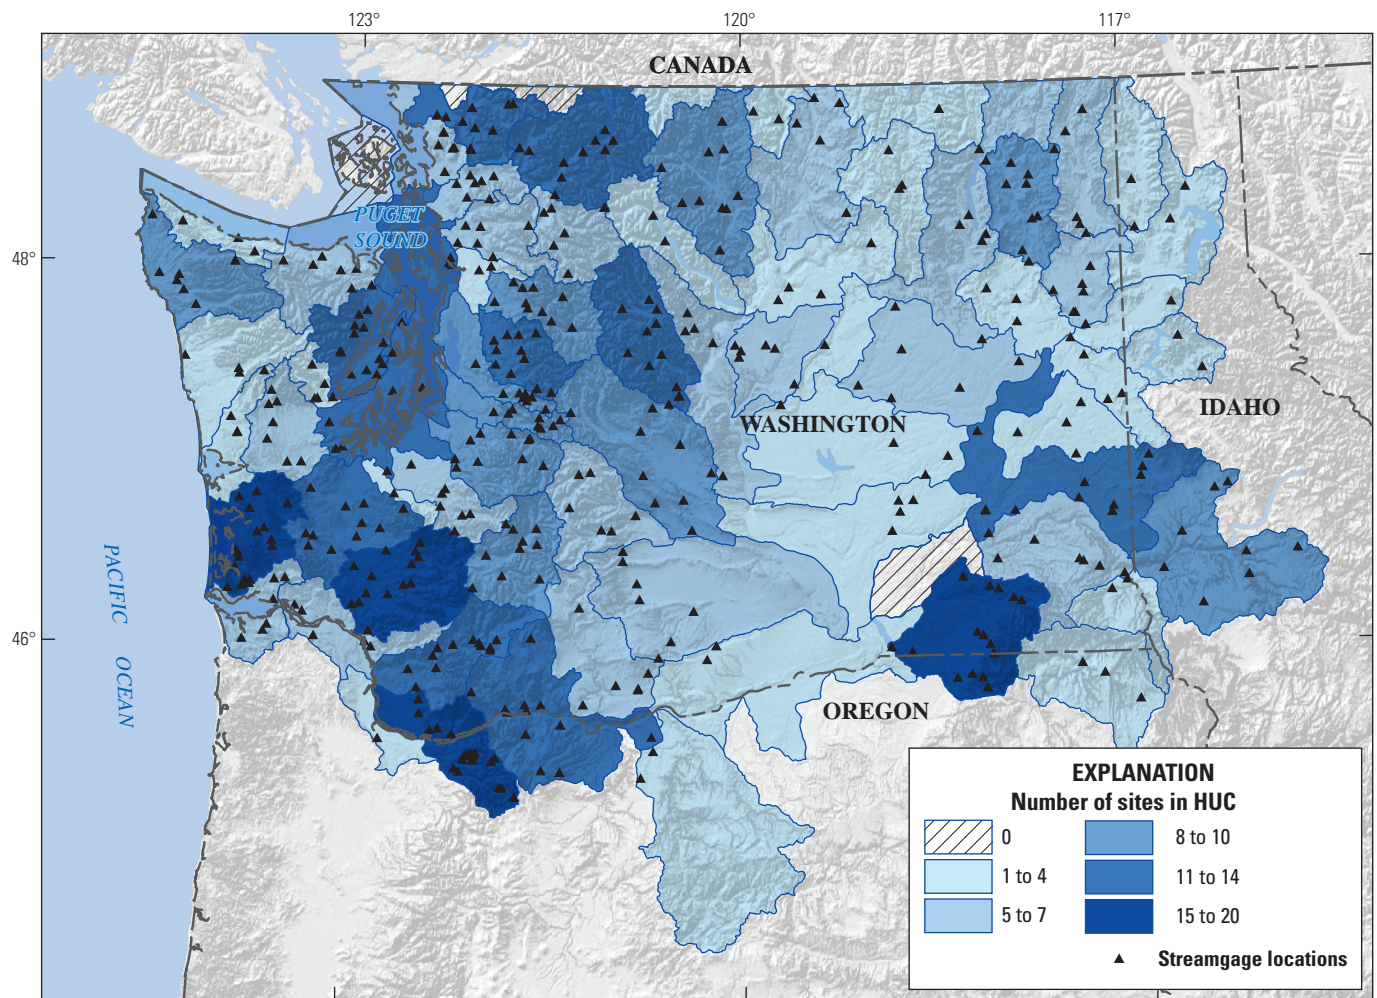 123°
120°
117°
CANADA
PUGET
SOUND
48°
IDAHO
WASHINGTON
PACIFIC
OCEAN
46°
OREGON
EXPLANATION
Number of sites in HUC
0
8 to 10
1 to 4
11 to 14
5 to 7
15 to 20
Streamgage locations